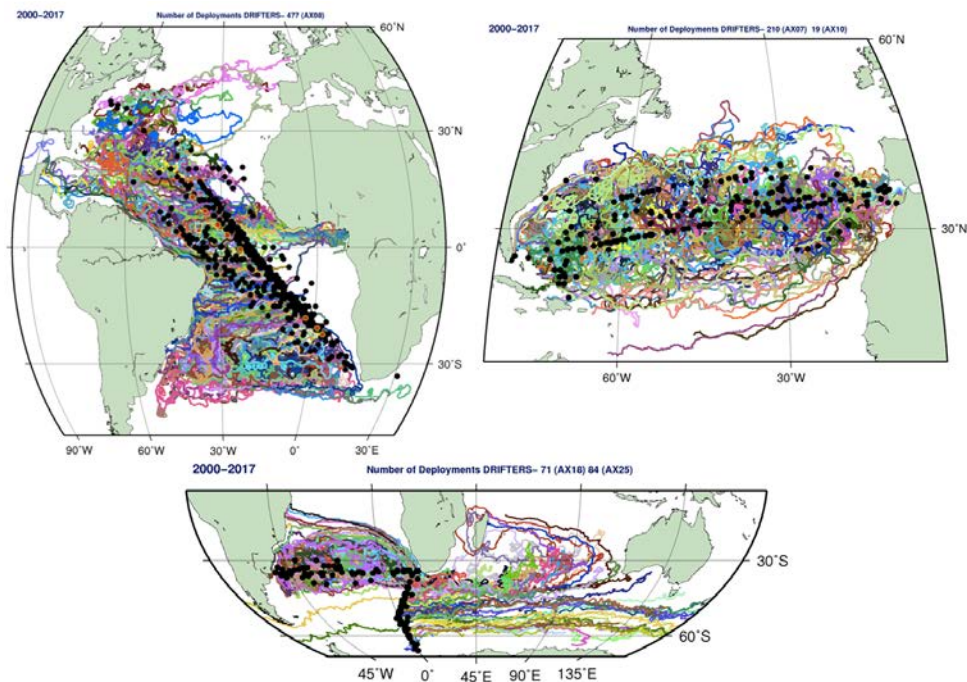 2000-2017
Number of Deployments DRIFTERS- 477 (AX08)
60°N
30°N
0°
30°S
90°W 60°W 30°W 0° 30°E
2000-2017
Number of Deployments DRIFTERS- 210 (AX07) 19 (AX10)
60°N
30°N
60°W 30°W
2000-2017
Number of Deployments DRIFTERS- 71 (AX18) 84 (AX25)
30°S
60°S
45°W 0° 45°E 90°E 135°E